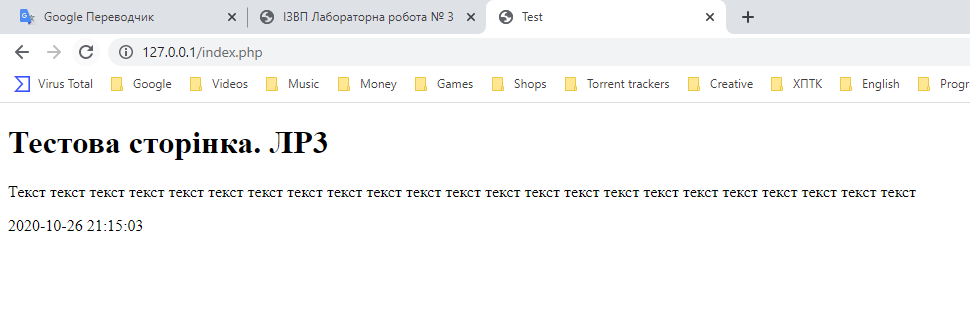 Google Переводчик
ІЗВП Лабораторна робота № 3
Test
127.0.0.1/index.php
Virus Total Google Videos Music Money Games Shops Torrent trackers Creative ХПТК English Progr
Тестова сторінка. ЛР3
Текст текст текст текст текст текст текст текст текст текст текст текст текст текст текст текст текст текст текст текст текст текст текст
2020-10-26 21:15:03